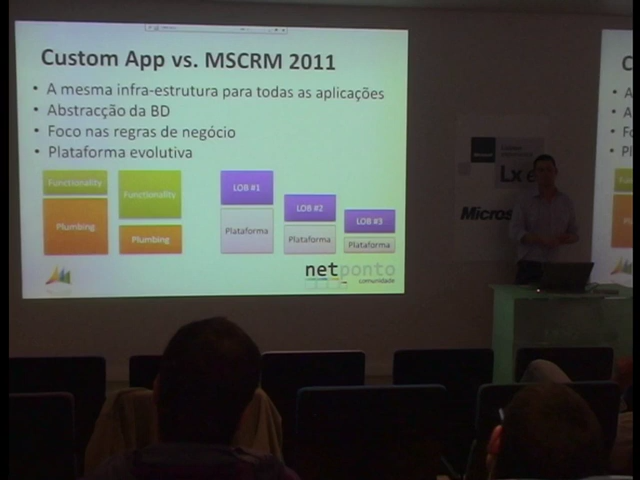 Custom App vs. MSCRM 2011
• A mesma infra-estrutura para todas as aplicações
• Abstracção da BD
• Foco nas regras de negócio
• Plataforma evolutiva
Functionality
Plumbing
Functionality
Plumbing
LOB #1
Plataforma
LOB #2
Plataforma
LOB #3
Plataforma
netponto
comunidade
Lx
Micros
C
• A
• A
• Fo
• Pl